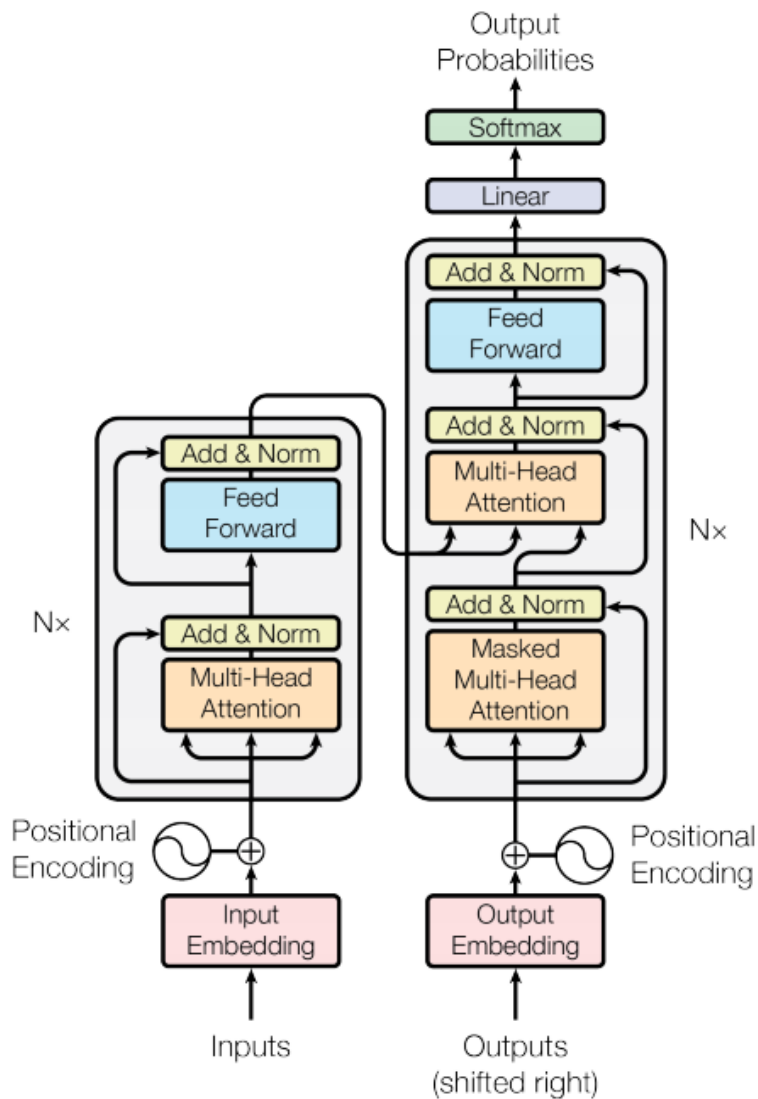 Output
Probabilities
Softmax
Linear
Add & Norm
Feed
Forward
Add & Norm
Multi-Head
Attention
Add & Norm
Masked
Multi-Head
Attention
N×
Add & Norm
Feed
Forward
Add & Norm
Multi-Head
Attention
N×
Positional
Encoding
Input
Embedding
Inputs
Positional
Encoding
Output
Embedding
Outputs
(shifted right)